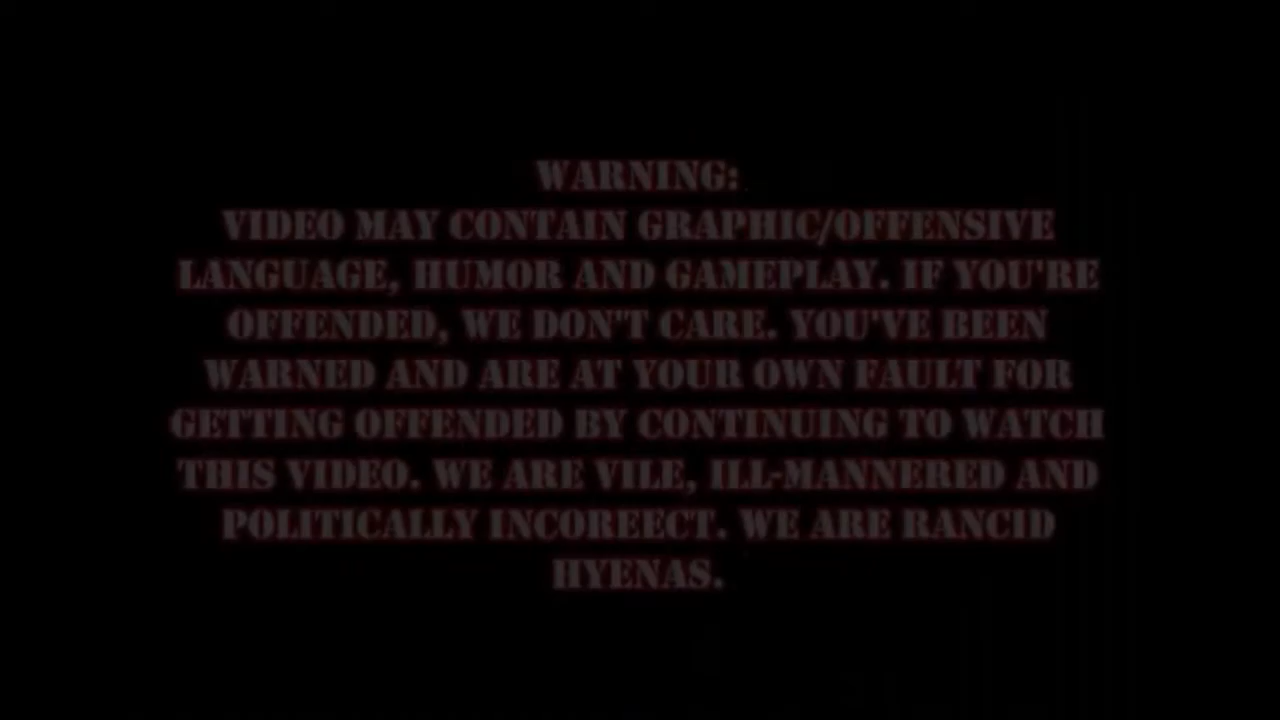 WARNING:
VIDEO MAY CONTAIN GRAPHIC/OFFENSIVE
LANGUAGE, HUMOR AND GAMEPLAY. IF YOU'RE
OFFENDED, WE DON'T CARE. YOU'VE BEEN
WARNED AND ARE AT YOUR OWN FAULT FOR
GETTING OFFENDED BY CONTINUING TO WATCH
THIS VIDEO. WE ARE VILE, ILL-MANNERED AND
POLITICALLY INCOREECT. WE ARE RANCID
HYENAS.